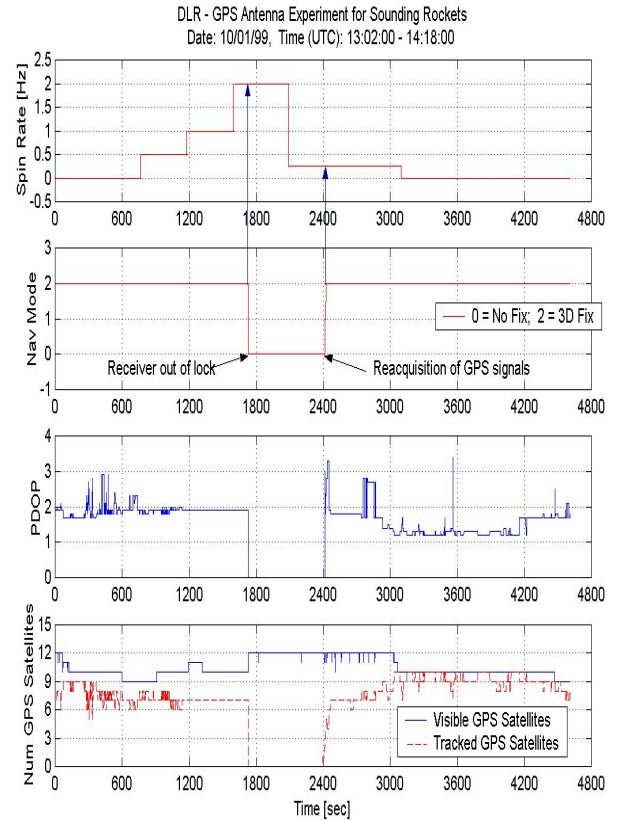 DLR - GPS Antenna Experiment for Sounding Rockets
Date: 10/01/99, Time (UTC): 13:02:00 - 14:18:00
Spin Rate [Hz]
2.5
2
1.5
1
0.5
0
-0.5
0 600 1200 1800 2400 3000 3600 4200 4800
Nav Mode
3
2
1
0
-1
0 = No Fix; 2 = 3D Fix
Receiver out of lock
Reacquisition of GPS signals
0 600 1200 1800 2400 3000 3600 4200 4800
PDOP
4
3
2
1
0
0 600 1200 1800 2400 3000 3600 4200 4800
Num GPS Satellites
15
12
9
6
3
0
Visible GPS Satellites
Tracked GPS Satellites
0 600 1200 1800 2400 3000 3600 4200 4800
Time [sec]